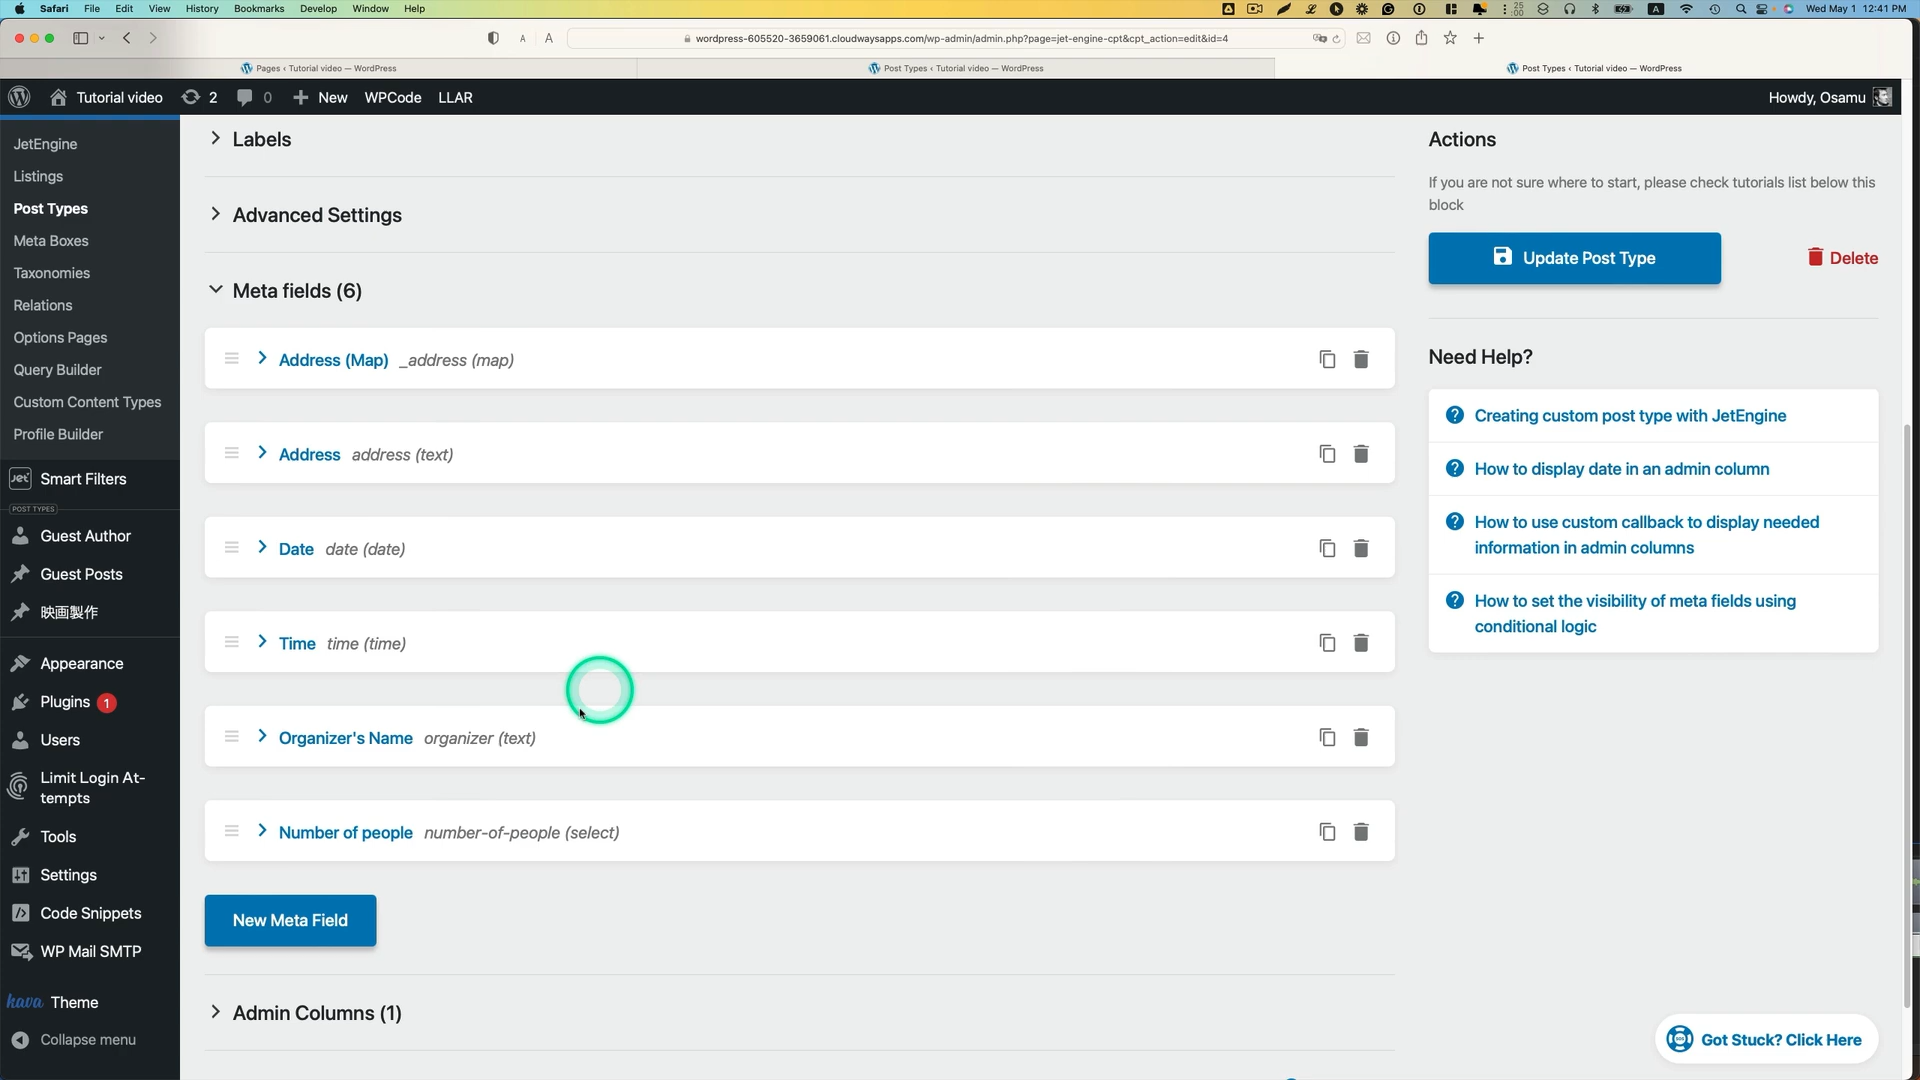 Safari File Edit View History Bookmarks Develop Window Help
25
00
A
Wed May 1 12:41 PM
A A
wordpress-605520-3659061.cloudwaysapps.com/wp-admin/admin.php?page=jet-engine-cpt&cpt_action=edit&id=4
Pages ‹ Tutorial video — WordPress
Post Types ‹ Tutorial video — WordPress
Post Types ‹ Tutorial video — WordPress
Tutorial video 2 0 New WPCode LLAR
Howdy, Osamu
JetEngine
Listings
Post Types
Meta Boxes
Taxonomies
Relations
Options Pages
Query Builder
Custom Content Types
Profile Builder
Jet
Smart Filters
POST TYPES
Guest Author
Guest Posts
映画製作
Appearance
Plugins 1
Users
Limit Login At-
tempts
Tools
Settings
Code Snippets
WP Mail SMTP
hava Theme
Collapse menu
Labels
Advanced Settings
Meta fields (6)
Address (Map) _address (map)
Address address (text)
Date date (date)
Time time (time)
Organizer's Name organizer (text)
Number of people number-of-people (select)
New Meta Field
Admin Columns (1)
Actions
If you are not sure where to start, please check tutorials list below this
block
Update Post Type
Delete
Need Help?
Creating custom post type with JetEngine
How to display date in an admin column
How to use custom callback to display needed
information in admin columns
How to set the visibility of meta fields using
conditional logic
Got Stuck? Click Here